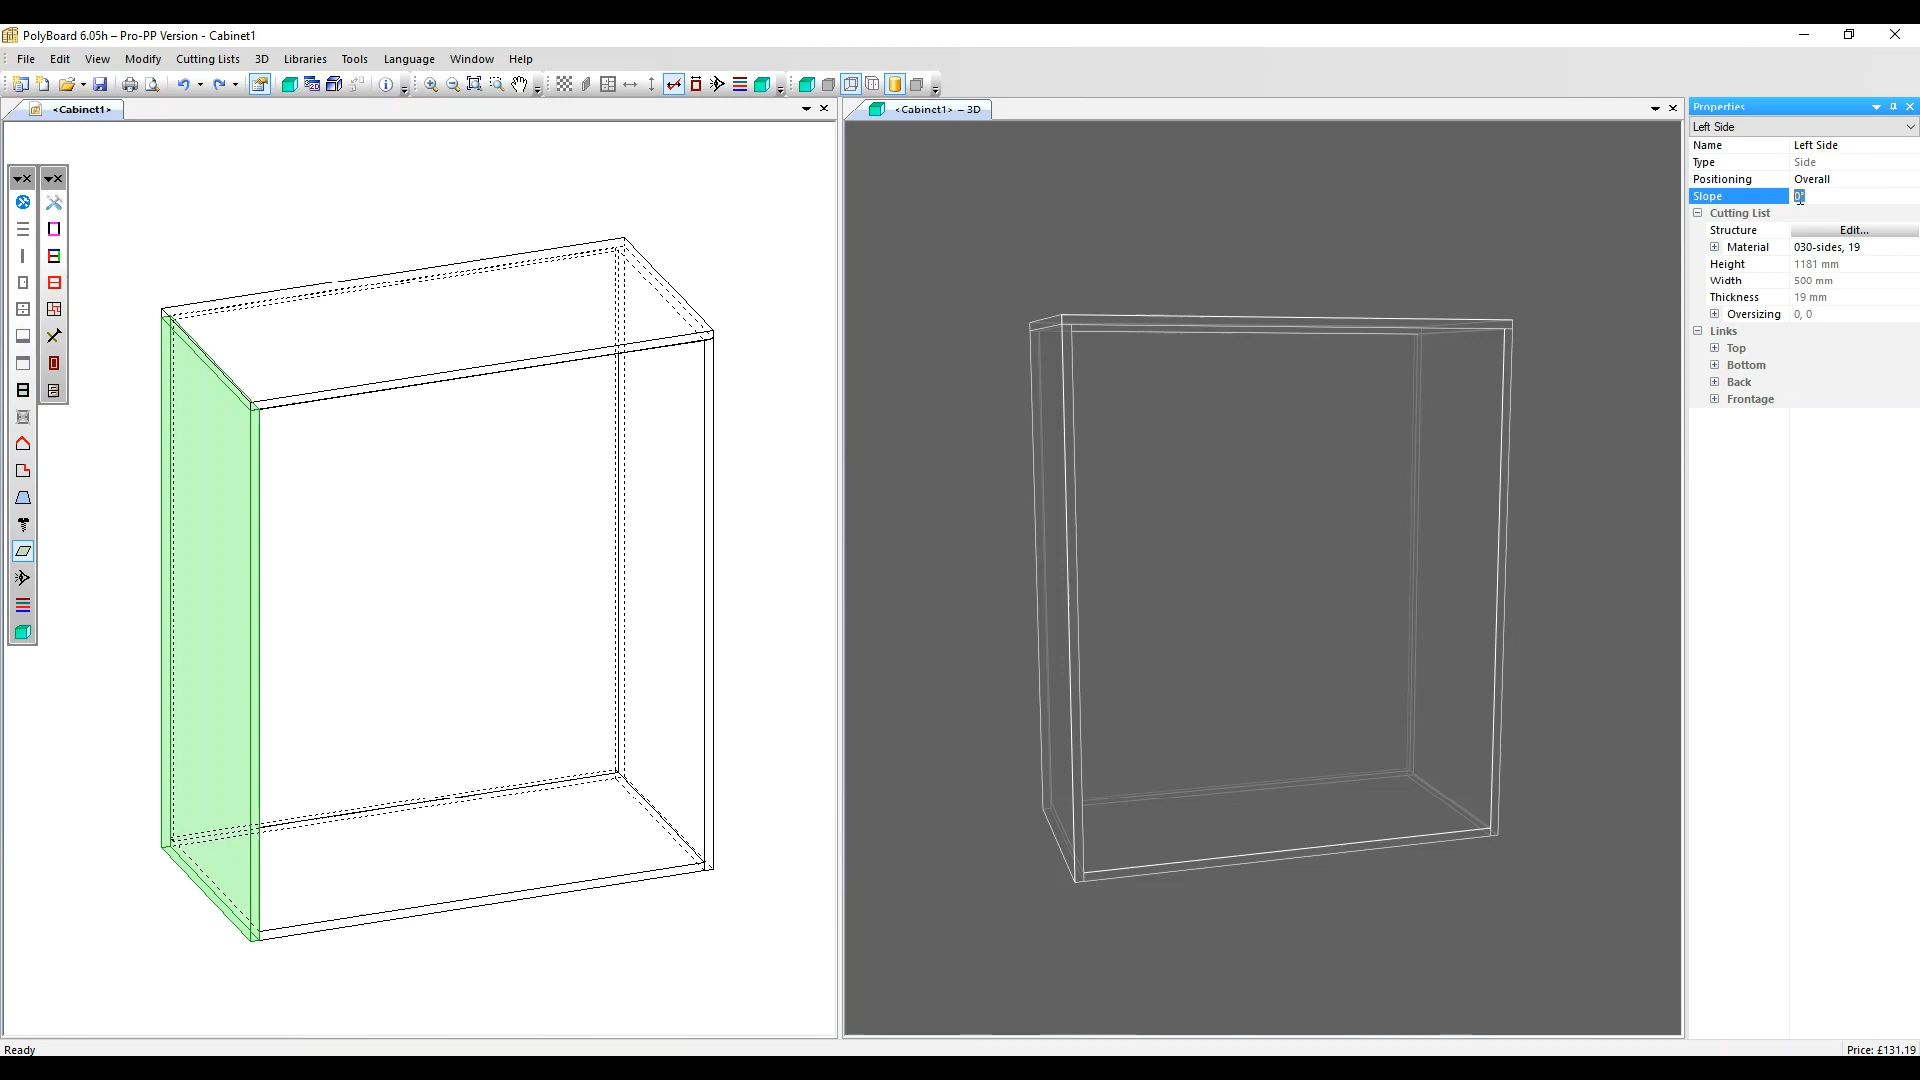 PolyBoard 6.05h – Pro-PP Version - Cabinet1
File Edit View Modify Cutting Lists 3D Libraries Tools Language Window Help
<Cabinet1>
<Cabinet1> – 3D
Properties
Left Side
Name Left Side
Type Side
Positioning Overall
Slope 0°
Cutting List
Structure Edit...
Material 030-sides, 19
Height 1181 mm
Width 500 mm
Thickness 19 mm
Oversizing 0, 0
Links
Top
Bottom
Back
Frontage
Ready
Price: £131.19